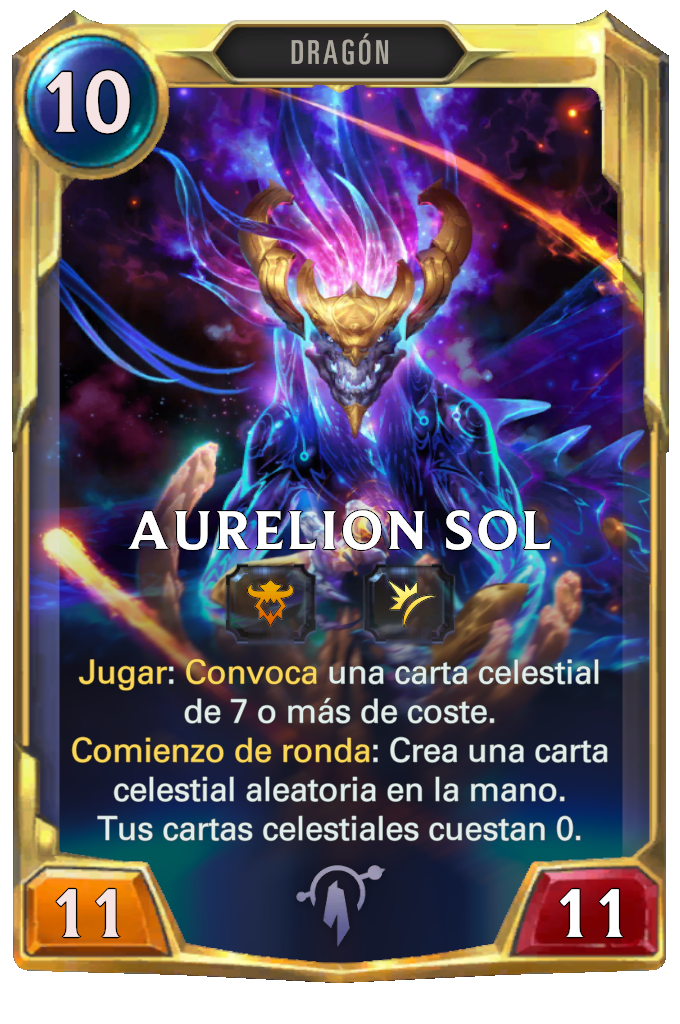 DRAGÓN
10
AURELION SOL
Jugar: Convoca una carta celestial
de 7 o más de coste.
Comienzo de ronda: Crea una carta
celestial aleatoria en la mano.
Tus cartas celestiales cuestan 0.
11
11